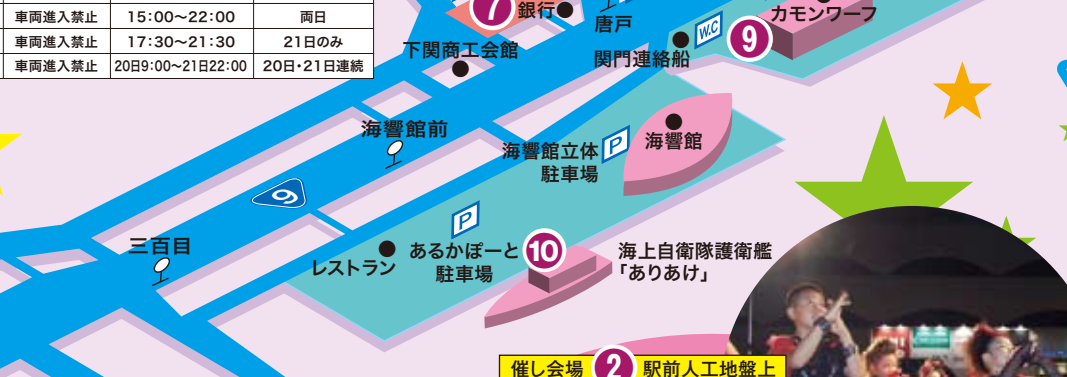 車両進入禁止 15:00～22:00 両日
車両進入禁止 17:30～21:30 21日のみ
車両進入禁止 20日9:00～21日22:00 20日・21日連続
7 銀行
唐戸
カモンワーフ
W.C
9
下関商工会館
関門連絡船
海響館前
海響館
海響館立体
駐車場
P
9
P
三百目
レストラン
あるかぽーと
駐車場
10
海上自衛隊護衛艦
「ありあけ」
催し会場 2 駅前人工地盤上